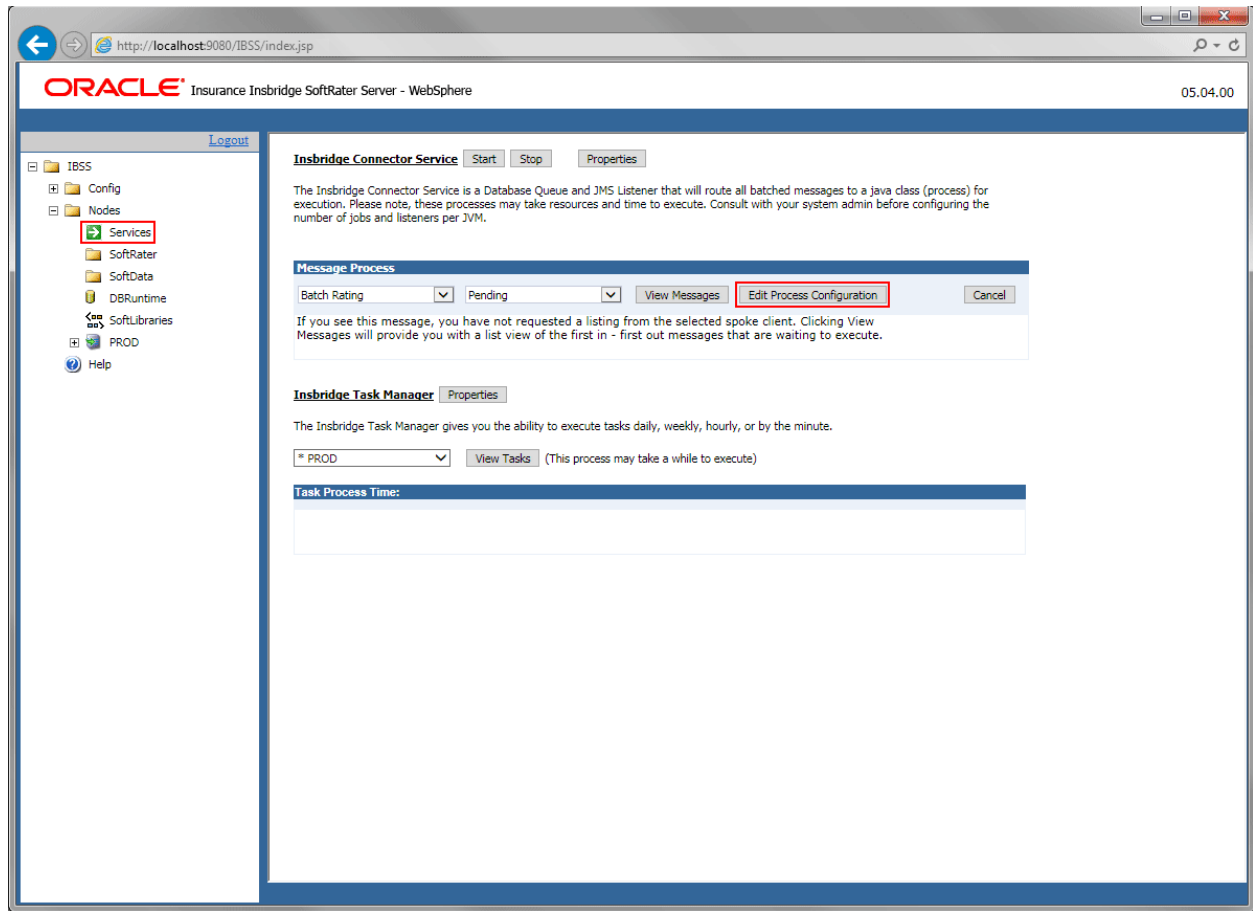 http://localhost:9080/IBSS/index.jsp
ORACLE Insurance Insbridge SoftRater Server - WebSphere
05.04.00
Logout
IBSS
Config
Nodes
Services
SoftRater
SoftData
DBRuntime
SoftLibraries
PROD
Help
Insbridge Connector Service Start Stop Properties
The Insbridge Connector Service is a Database Queue and JMS Listener that will route all batched messages to a java class (process) for
execution. Please note, these processes may take resources and time to execute. Consult with your system admin before configuring the
number of jobs and listeners per JVM.
Message Process
Batch Rating Pending View Messages Edit Process Configuration Cancel
If you see this message, you have not requested a listing from the selected spoke client. Clicking View
Messages will provide you with a list view of the first in - first out messages that are waiting to execute.
Insbridge Task Manager Properties
The Insbridge Task Manager gives you the ability to execute tasks daily, weekly, hourly, or by the minute.
* PROD View Tasks (This process may take a while to execute)
Task Process Time: